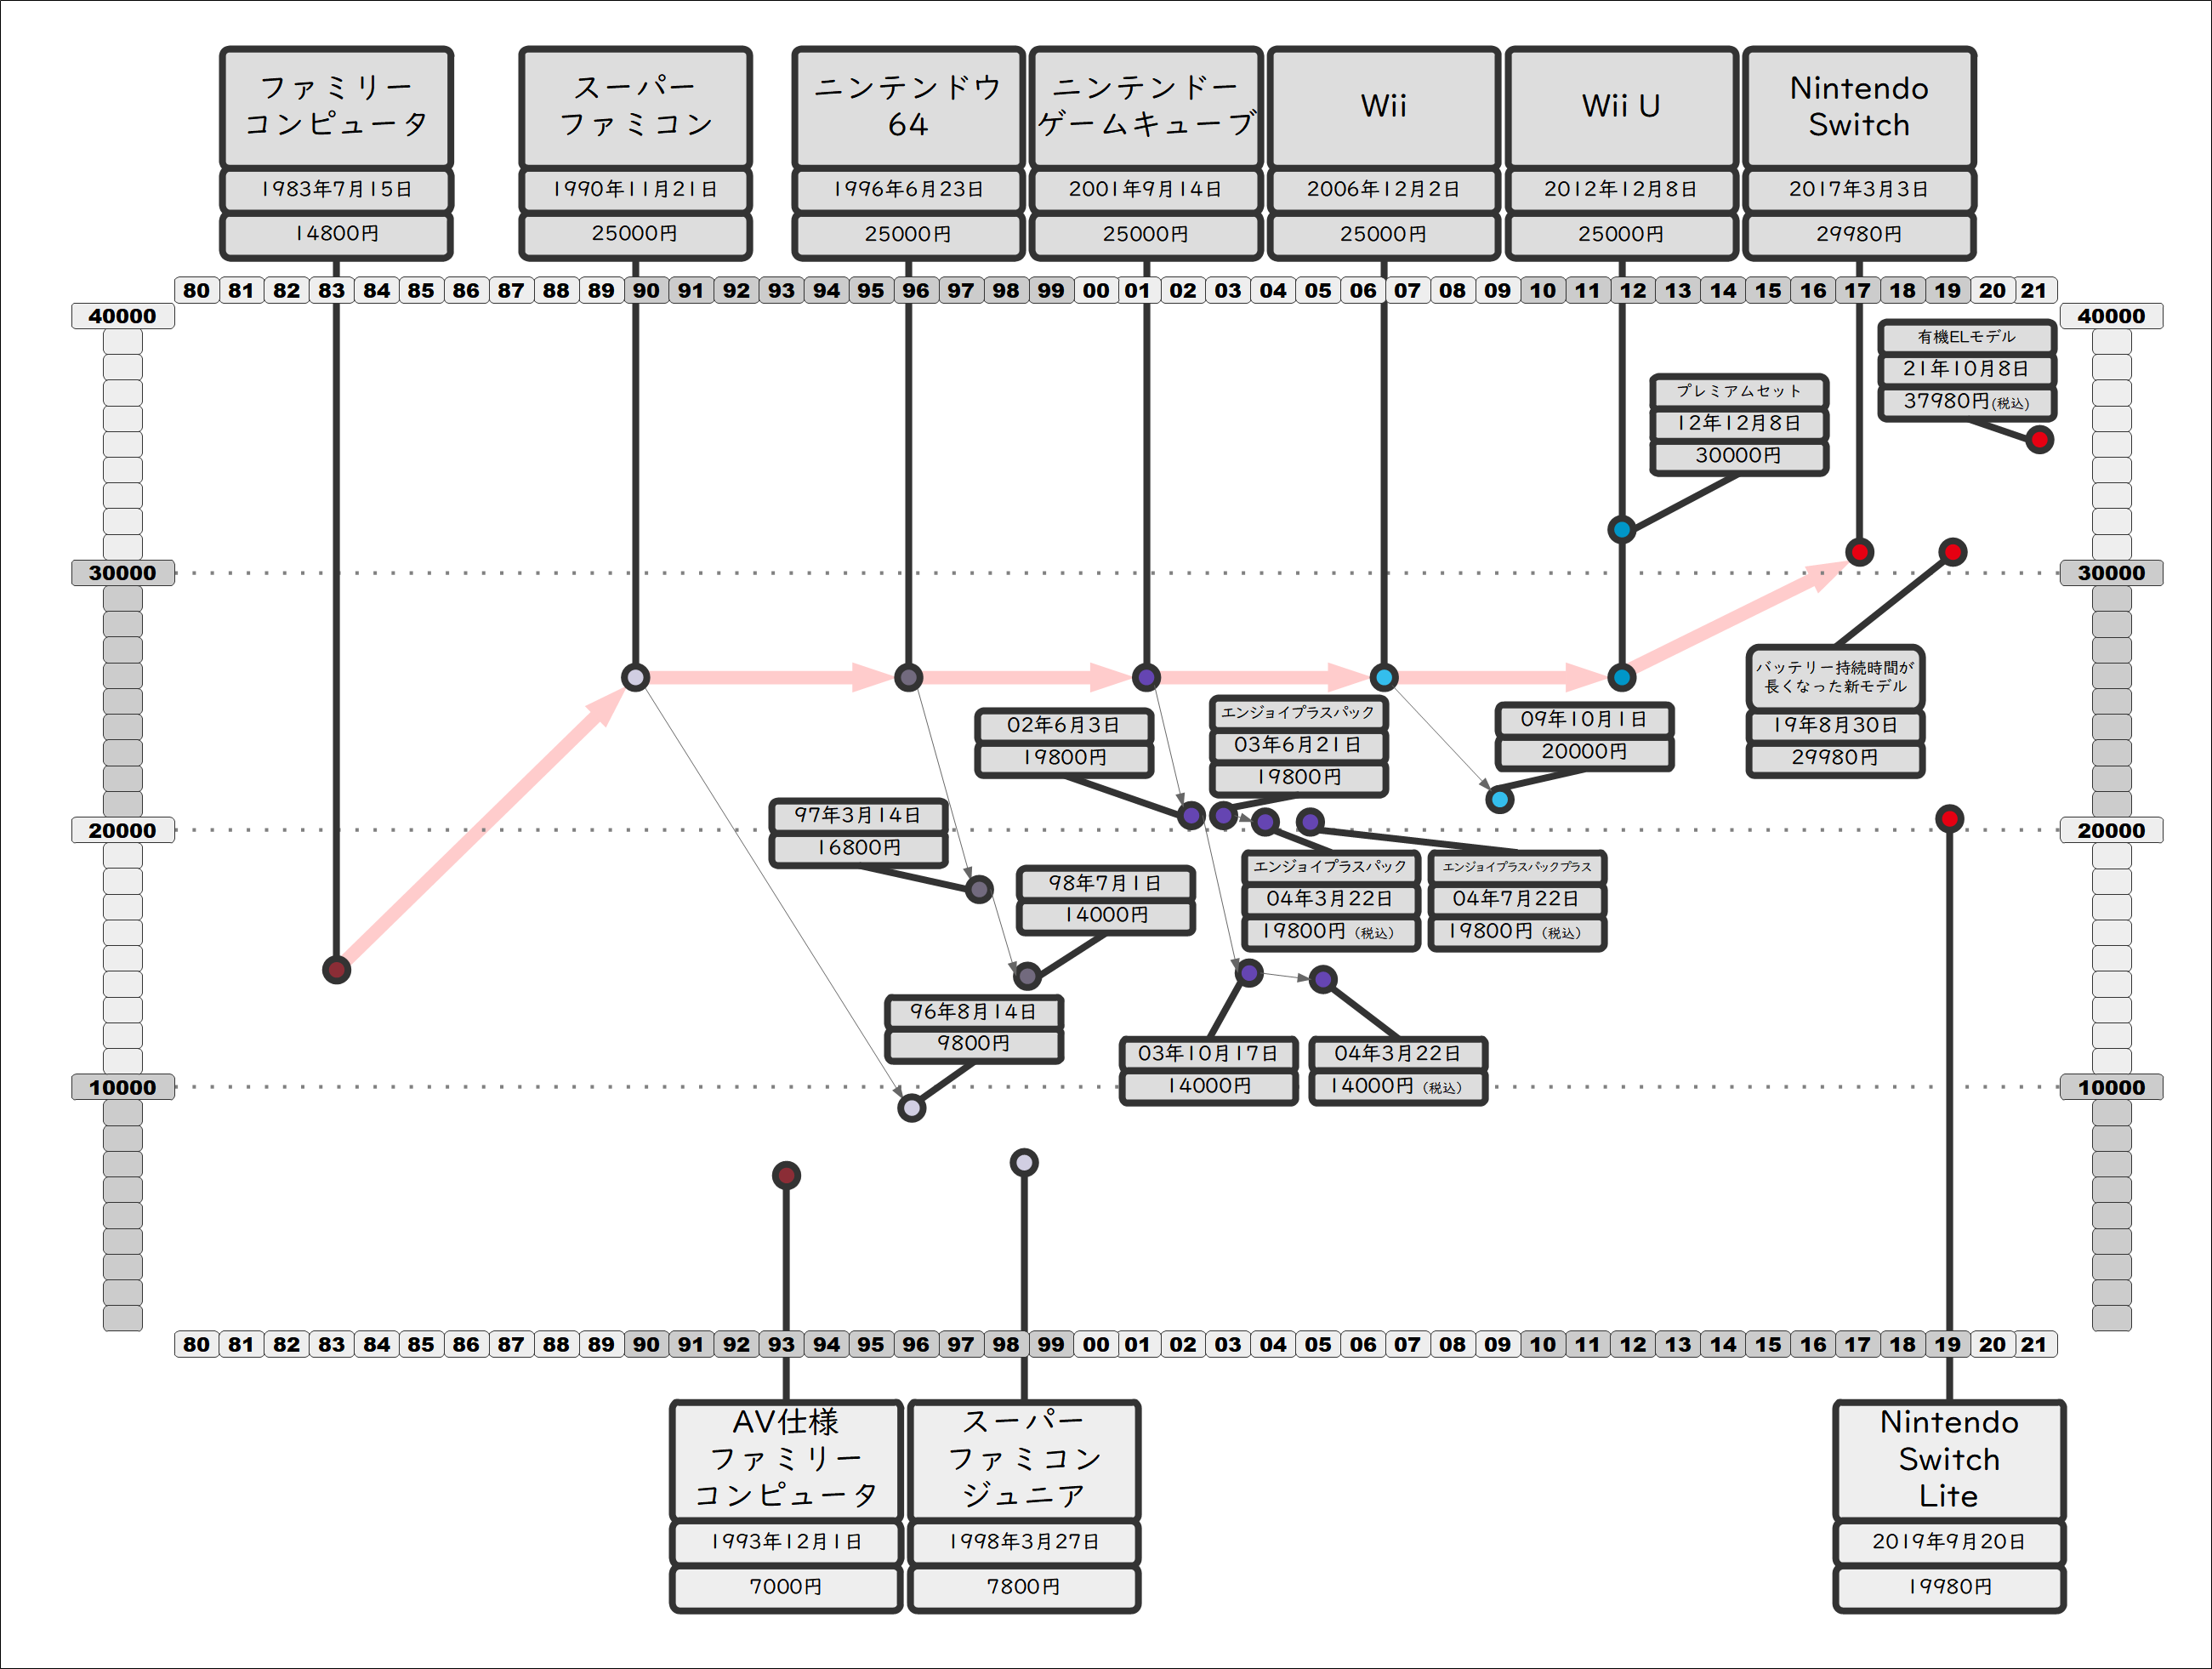 ファミリー
コンピュータ
1983年7月15日
14800円
スーパー
ファミコン
1990年11月21日
25000円
ニンテンドウ
64
1996年6月23日
25000円
ニンテンドー
ゲームキューブ
2001年9月14日
25000円
Wii
2006年12月2日
25000円
Wii U
2012年12月8日
25000円
Nintendo
Switch
2017年3月3日
29980円
80 81 82 83 84 85 86 87 88 89 90 91 92 93 94 95 96 97 98 99 00 01 02 03 04 05 06 07 08 09 10 11 12 13 14 15 16 17 18 19 20 21
40000
40000
有機ELモデル
21年10月8日
37980円(税込)
プレミアムセット
12年12月8日
30000円
30000
30000
バッテリー持続時間が
長くなった新モデル
19年8月30日
29980円
02年6月3日
19800円
エンジョイプラスパック
03年6月21日
19800円
09年10月1日
20000円
97年3月14日
16800円
20000
20000
98年7月1日
14000円
エンジョイプラスパック
04年3月22日
19800円(税込)
エンジョイプラスパックプラス
04年7月22日
19800円(税込)
96年8月14日
9800円
03年10月17日
14000円
04年3月22日
14000円(税込)
10000
10000
80 81 82 83 84 85 86 87 88 89 90 91 92 93 94 95 96 97 98 99 00 01 02 03 04 05 06 07 08 09 10 11 12 13 14 15 16 17 18 19 20 21
AV仕様
ファミリー
コンピュータ
1993年12月1日
7000円
スーパー
ファミコン
ジュニア
1998年3月27日
7800円
Nintendo
Switch
Lite
2019年9月20日
19980円